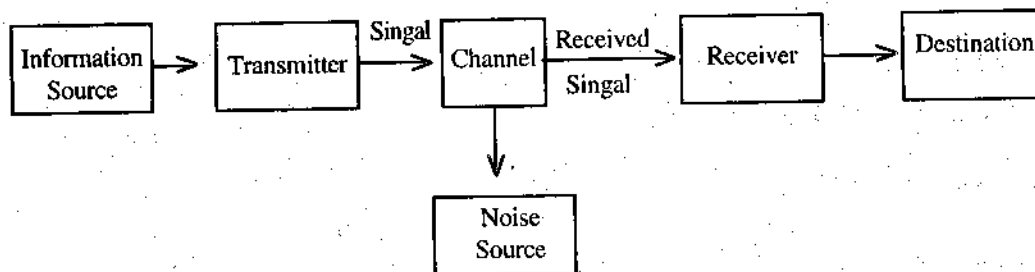 Information
Source
Transmitter
Singal
Channel
Received
Singal
Receiver
Destination
Noise
Source